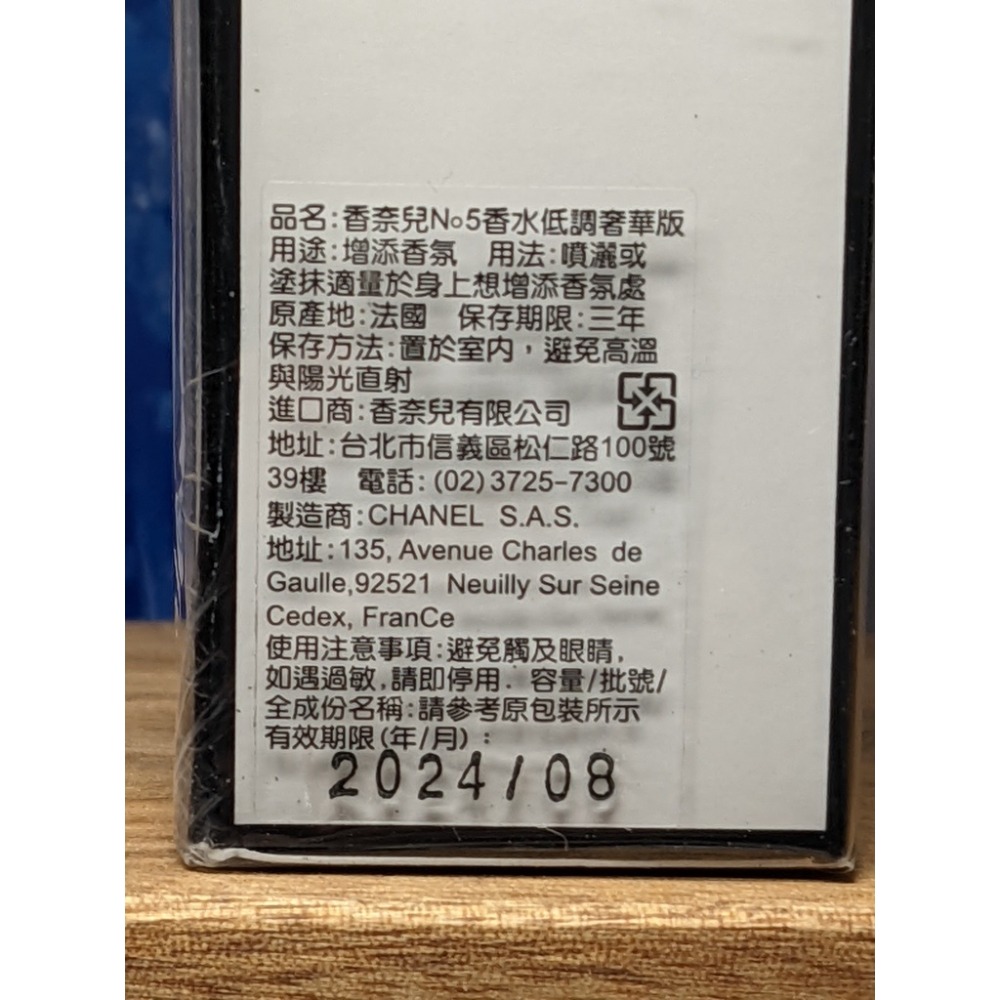 品名:香奈兒No5香水低調奢華版
用途:增添香氛 用法:噴灑或
塗抹適量於身上想增添香氛處
原產地:法國 保存期限:三年
保存方法:置於室內，避免高溫
與陽光直射
進口商:香奈兒有限公司
地址:台北市信義區松仁路100號
39樓 電話:(02)3725-7300
製造商:CHANEL S.A.S.
地址:135, Avenue Charles de
Gaulle,92521 Neuilly Sur Seine
Cedex, FranCe
使用注意事項:避免觸及眼睛,
如遇過敏,請即停用. 容量/批號/
全成份名稱:請參考原包裝所示
有效期限(年/月):
2024/08